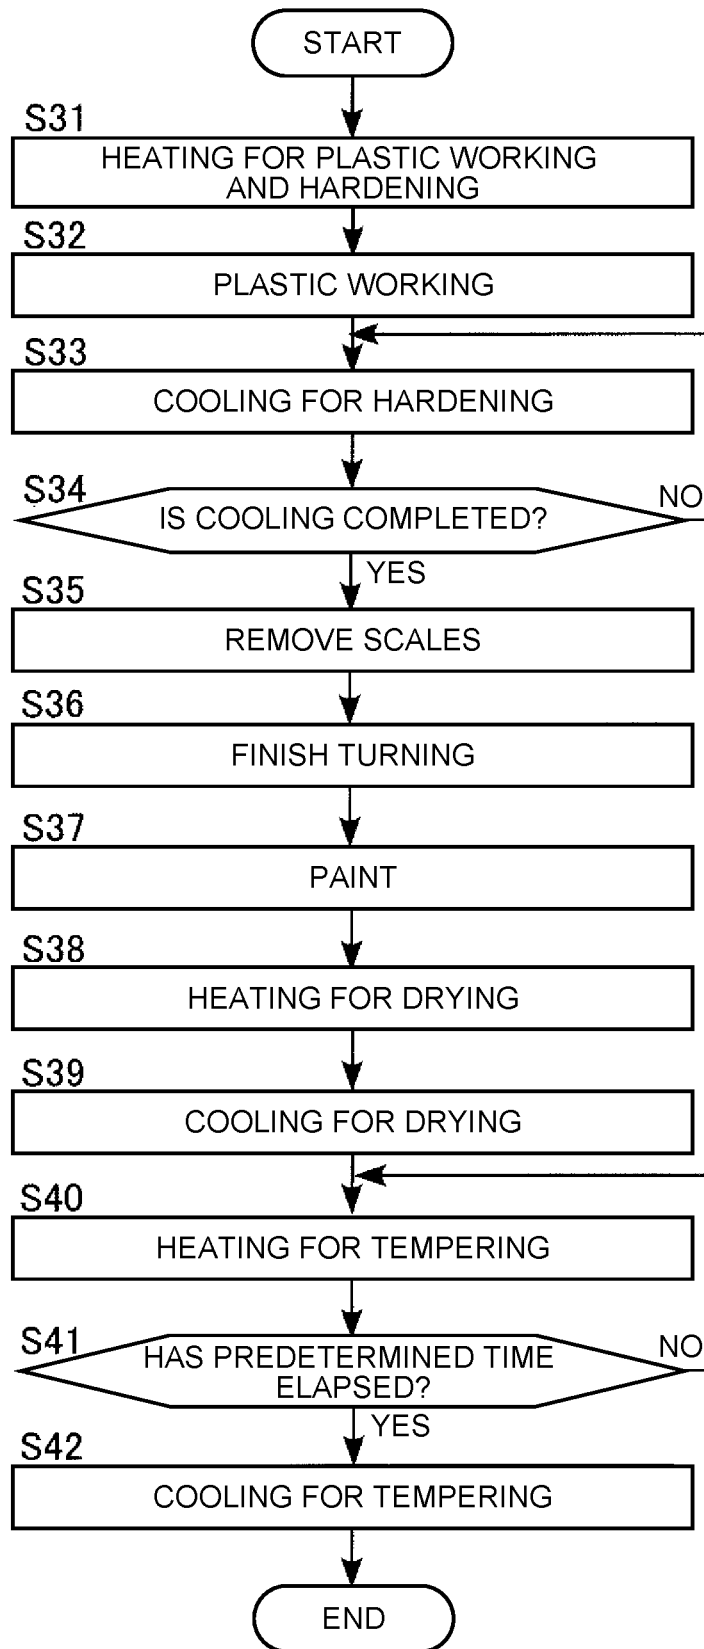 START
S31
HEATING FOR PLASTIC WORKING
AND HARDENING
S32
PLASTIC WORKING
S33
COOLING FOR HARDENING
S34
IS COOLING COMPLETED?
NO
YES
S35
REMOVE SCALES
S36
FINISH TURNING
S37
PAINT
S38
HEATING FOR DRYING
S39
COOLING FOR DRYING
S40
HEATING FOR TEMPERING
S41
HAS PREDETERMINED TIME
ELAPSED?
NO
YES
S42
COOLING FOR TEMPERING
END